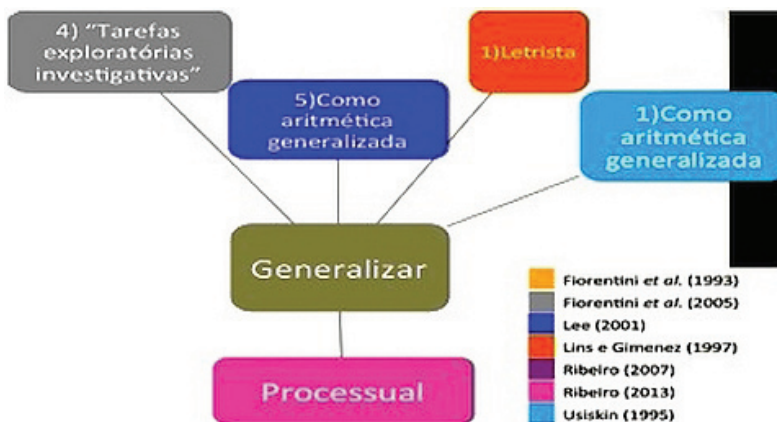 4) “Tarefas
exploratórias
investigativas”
5)Como
aritmética
generalizada
1)Letrista
1)Como
aritmética
generalizada
Generalizar
Processual
Fiorentini et al. (1993)
Fiorentini et al. (2005)
Lee (2001)
Lins e Gimenez (1997)
Ribeiro (2007)
Ribeiro (2013)
Usiskin (1995)